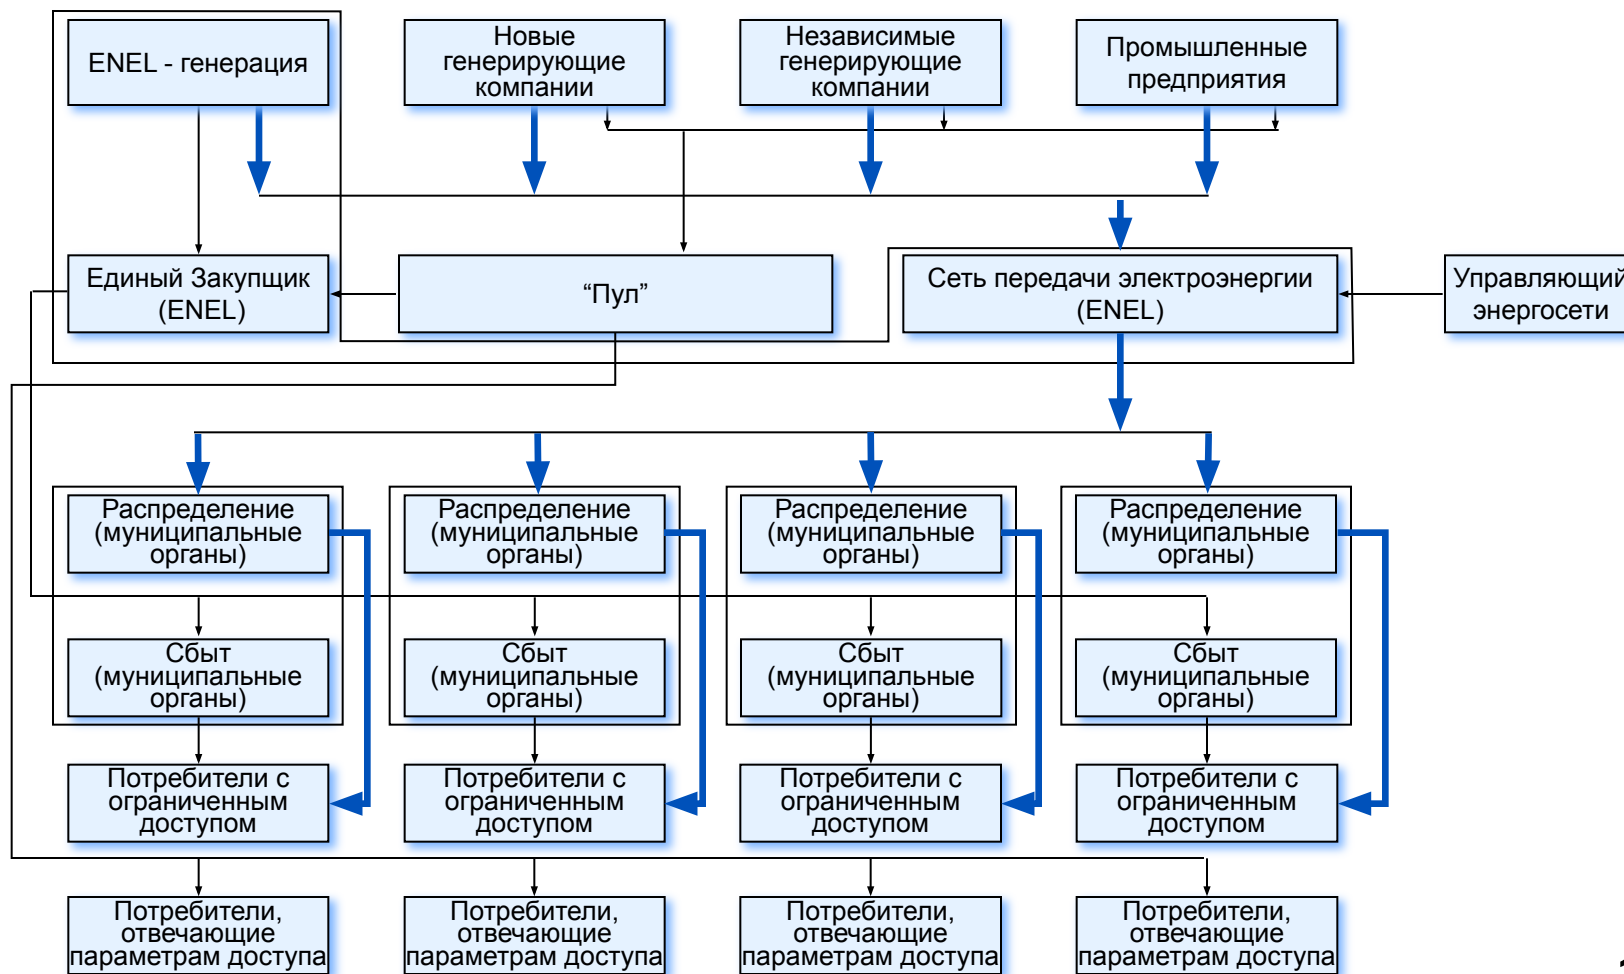 ENEL - генерация
Новые
генерирующие
компании
Независимые
генерирующие
компании
Промышленные
предприятия
Единый Закупщик
(ENEL)
“Пул”
Сеть передачи электроэнергии
(ENEL)
Управляющий
энергосети
Распределение
(муниципальные
органы)
Распределение
(муниципальные
органы)
Распределение
(муниципальные
органы)
Распределение
(муниципальные
органы)
Сбыт
(муниципальные
органы)
Сбыт
(муниципальные
органы)
Сбыт
(муниципальные
органы)
Сбыт
(муниципальные
органы)
Потребители с
ограниченным
доступом
Потребители с
ограниченным
доступом
Потребители с
ограниченным
доступом
Потребители с
ограниченным
доступом
Потребители,
отвечающие
параметрам доступа
Потребители,
отвечающие
параметрам доступа
Потребители,
отвечающие
параметрам доступа
Потребители,
отвечающие
параметрам доступа